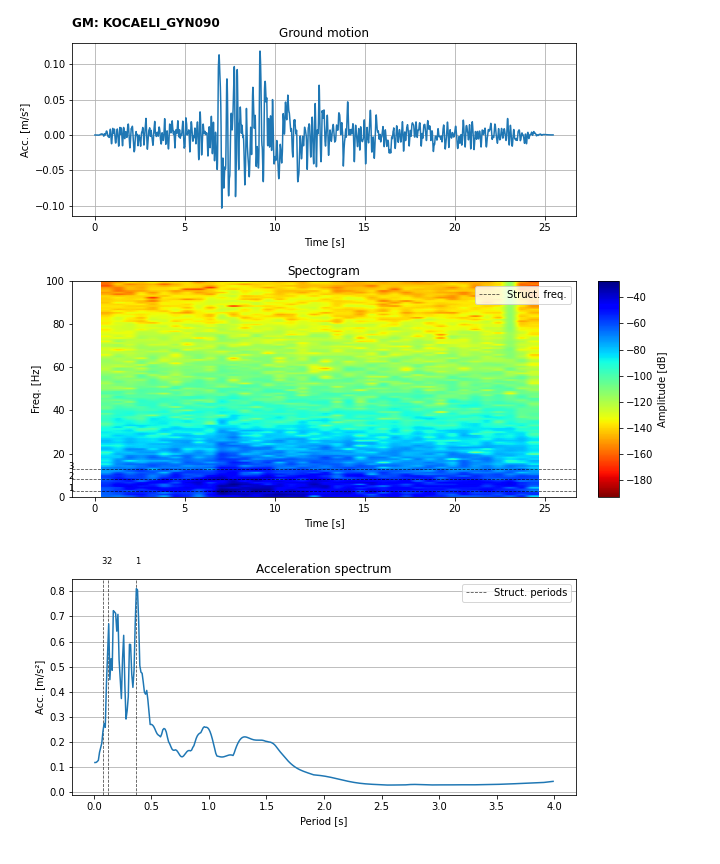 GM: KOCAELI_GYN090
Ground motion
0.10
0.05
0.00
−0.05
−0.10
Acc. [m/s²]
0 5 10 15 20 25
Time [s]
Spectogram
Struct. freq.
100
80
60
40
20
0
Freq. [Hz]
3
2
1
0 5 10 15 20 25
Time [s]
−40
−60
−80
−100
−120
−140
−160
−180
Amplitude [dB]
32 1
Acceleration spectrum
Struct. periods
0.8
0.7
0.6
0.5
0.4
0.3
0.2
0.1
0.0
Acc. [m/s²]
0.0 0.5 1.0 1.5 2.0 2.5 3.0 3.5 4.0
Period [s]